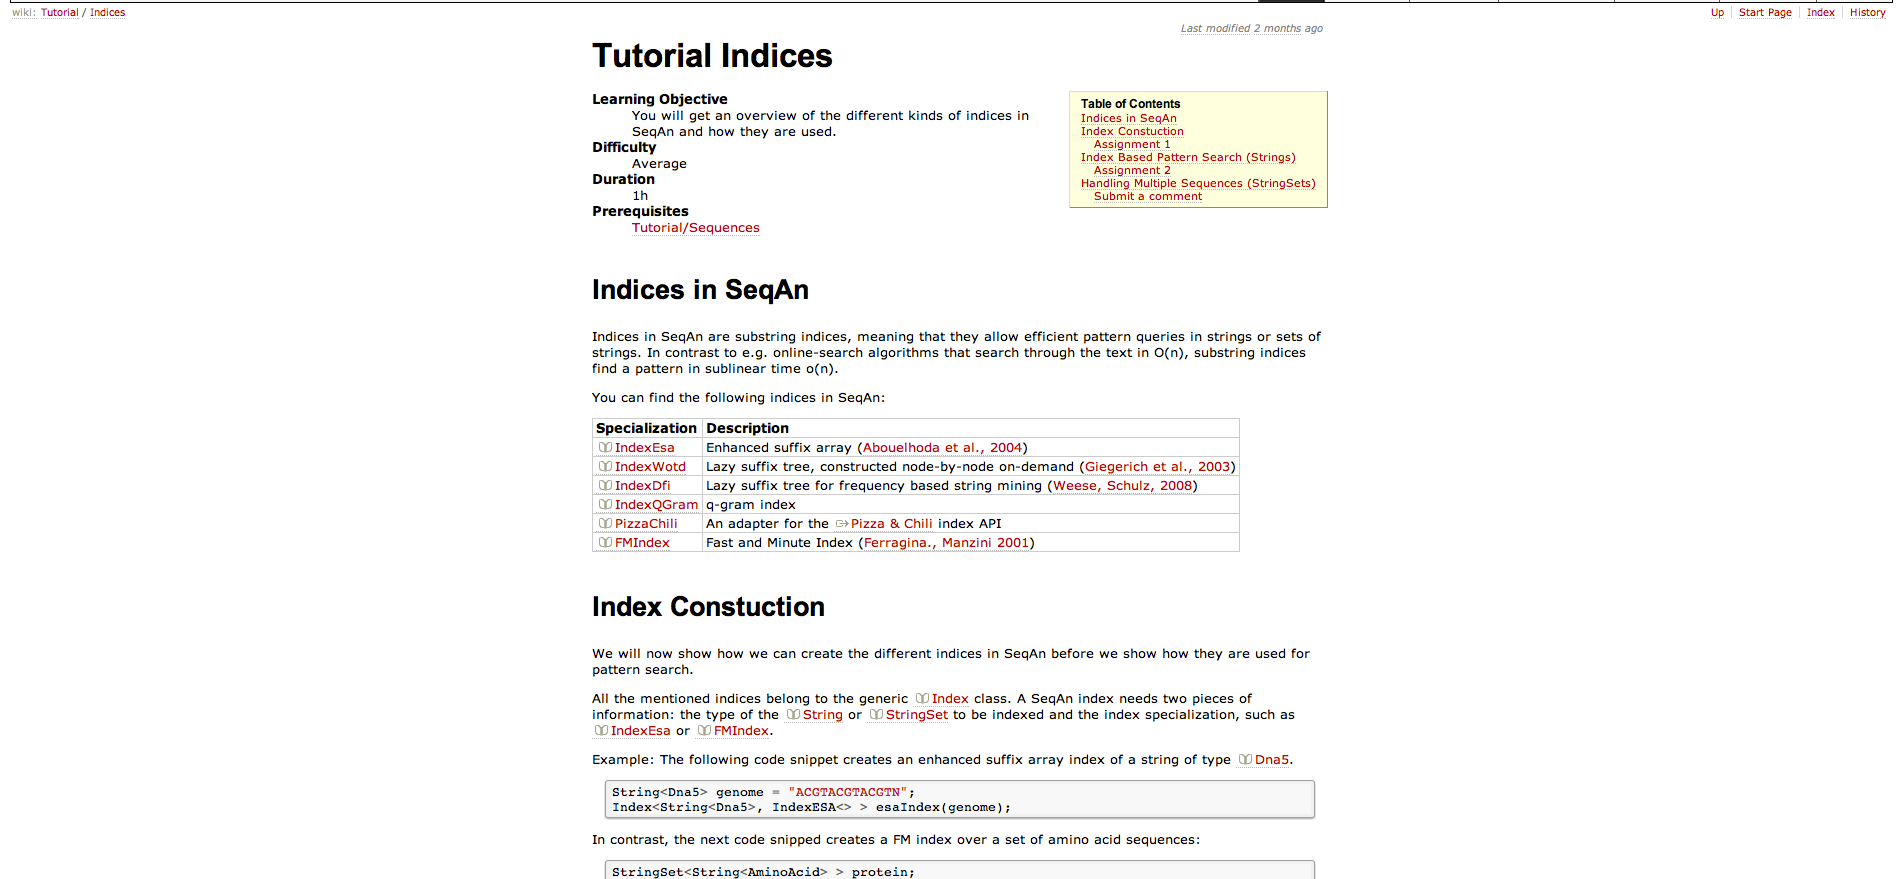 wiki: Tutorial / Indices
Up Start Page Index History
Last modified 2 months ago
Tutorial Indices
Learning Objective
You will get an overview of the different kinds of indices in
SeqAn and how they are used.
Difficulty
Average
Duration
1h
Prerequisites
Tutorial/Sequences
Table of Contents
Indices in SeqAn
Index Constuction
Assignment 1
Index Based Pattern Search (Strings)
Assignment 2
Handling Multiple Sequences (StringSets)
Submit a comment
Indices in SeqAn
Indices in SeqAn are substring indices, meaning that they allow efficient pattern queries in strings or sets of
strings. In contrast to e.g. online-search algorithms that search through the text in O(n), substring indices
find a pattern in sublinear time o(n).
You can find the following indices in SeqAn:
Specialization Description
IndexEsa Enhanced suffix array (Abouelhoda et al., 2004)
IndexWotd Lazy suffix tree, constructed node-by-node on-demand (Giegerich et al., 2003)
IndexDfi Lazy suffix tree for frequency based string mining (Weese, Schulz, 2008)
IndexQGram q-gram index
PizzaChili An adapter for the Pizza & Chili index API
FMIndex Fast and Minute Index (Ferragina., Manzini 2001)
Index Constuction
We will now show how we can create the different indices in SeqAn before we show how they are used for
pattern search.
All the mentioned indices belong to the generic Index class. A SeqAn index needs two pieces of
information: the type of the String or StringSet to be indexed and the index specialization, such as
IndexEsa or FMIndex.
Example: The following code snippet creates an enhanced suffix array index of a string of type Dna5.
String<Dna5> genome = "ACGTACGTACGTN";
Index<String<Dna5>, IndexESA<> > esaIndex(genome);
In contrast, the next code snipped creates a FM index over a set of amino acid sequences:
StringSet<String<AminoAcid> > protein;